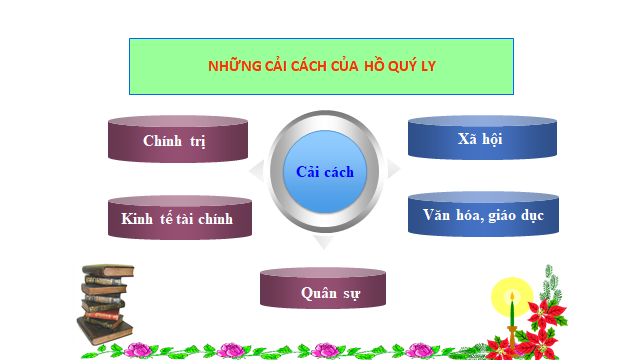 NHỮNG CẢI CÁCH CỦA HỒ QUÝ LY
Chính trị
Xã hội
Cải cách
Kinh tế tài chính
Văn hóa, giáo dục
Quân sự